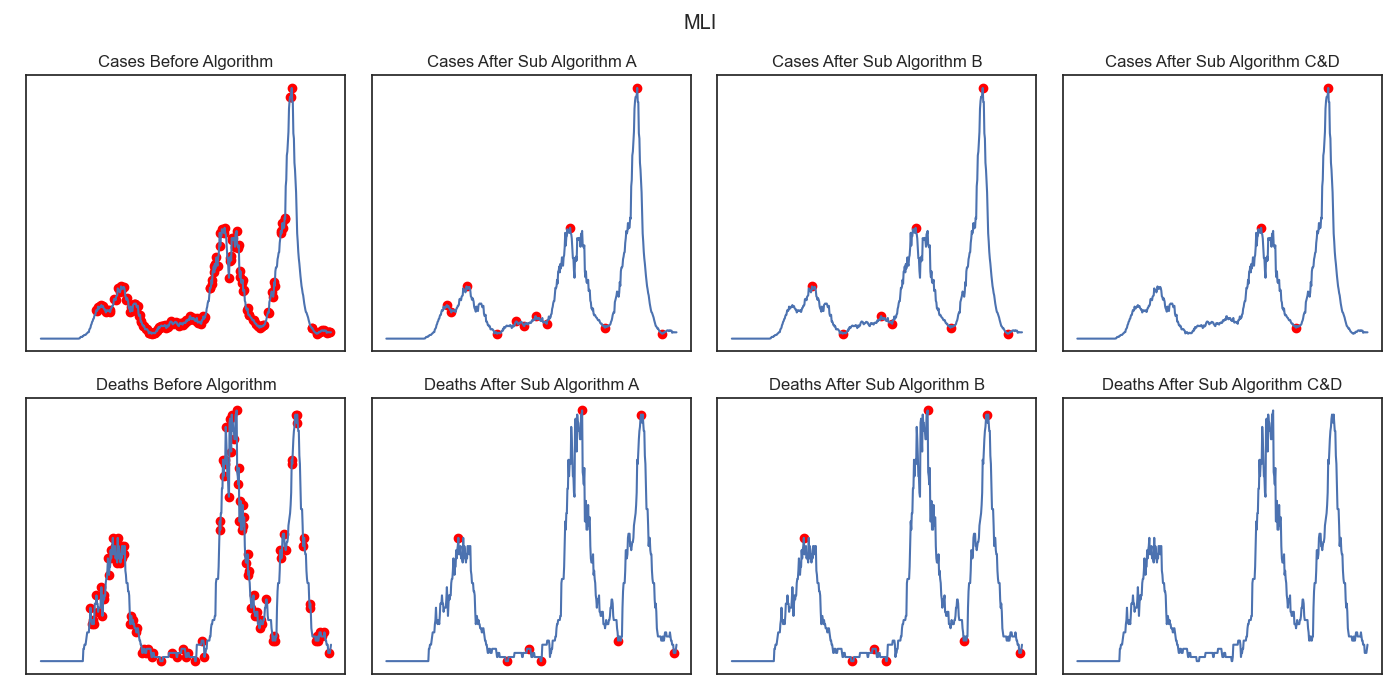 MLI
Cases Before Algorithm
Cases After Sub Algorithm A
Cases After Sub Algorithm B
Cases After Sub Algorithm C&D
Deaths Before Algorithm
Deaths After Sub Algorithm A
Deaths After Sub Algorithm B
Deaths After Sub Algorithm C&D